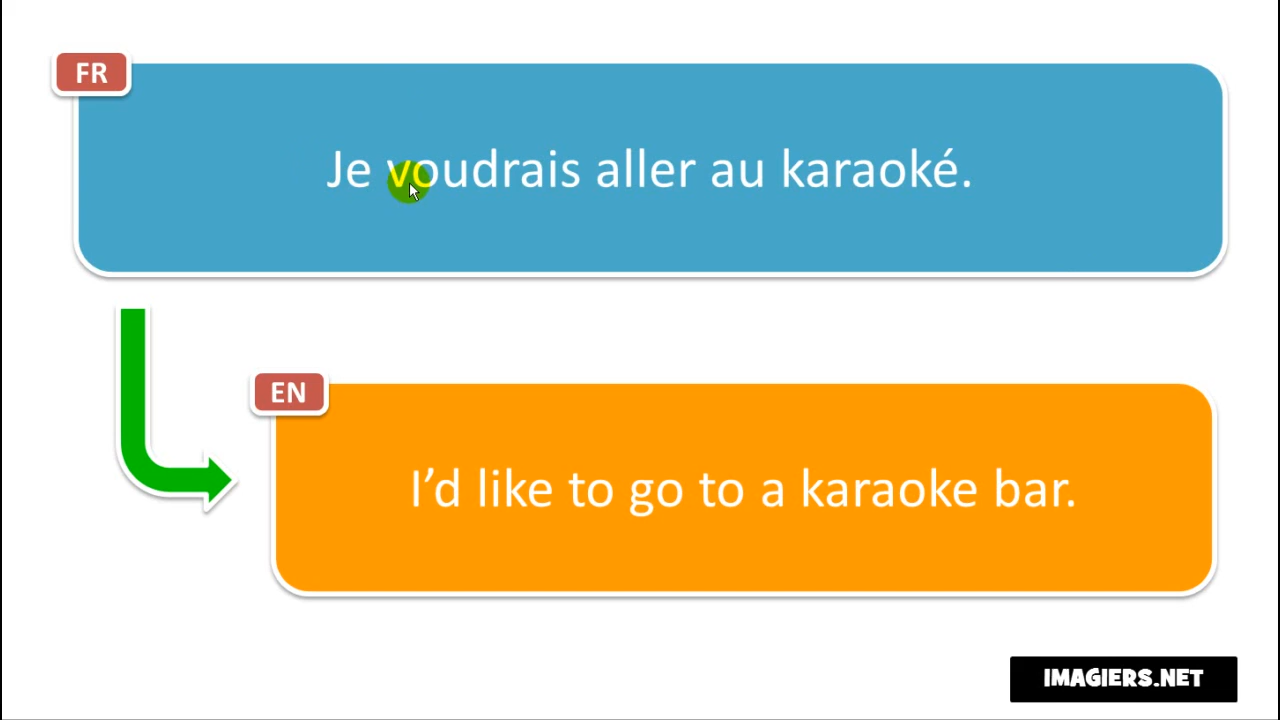 FR
Je voudrais aller au karaoké.
EN
I’d like to go to a karaoke bar.
IMAGIERS.NET